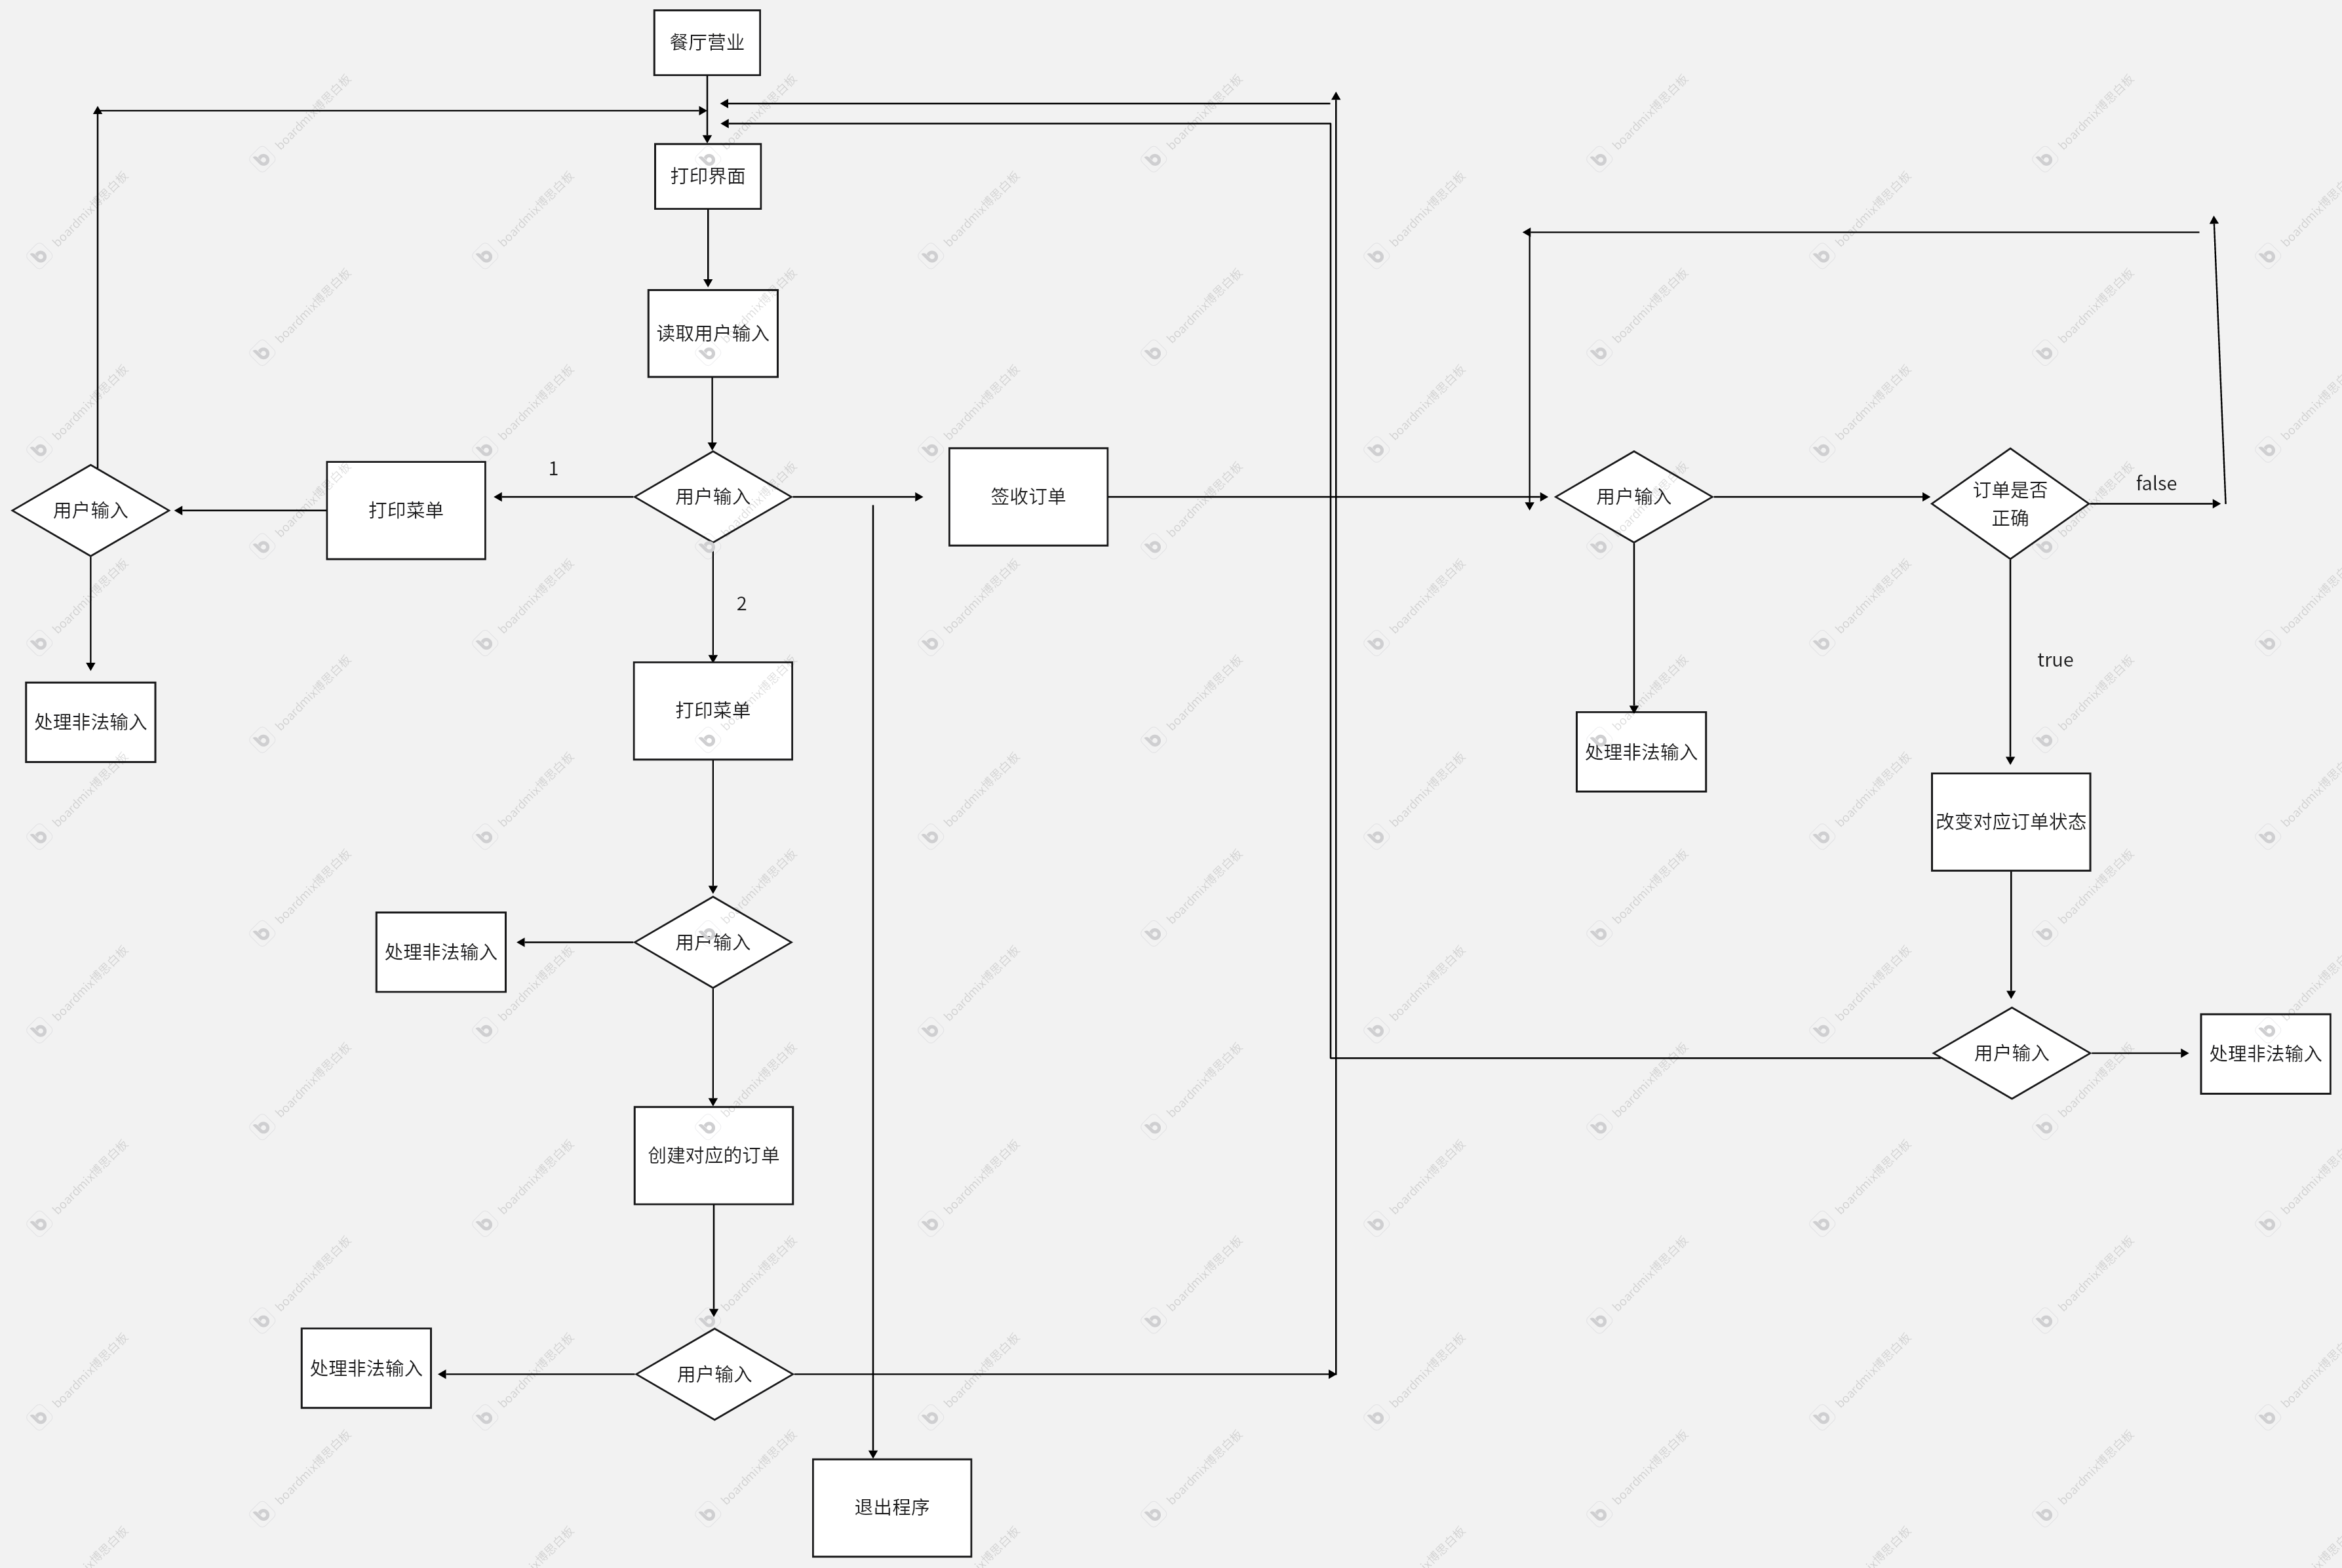 餐厅营业
打印界面
读取用户输入
用户输入
打印菜单
1
用户输入
签收订单
用户输入
订单是否
正确
false
2
true
处理非法输入
打印菜单
处理非法输入
改变对应订单状态
处理非法输入
用户输入
用户输入
处理非法输入
创建对应的订单
处理非法输入
用户输入
退出程序
boardmix博思白板